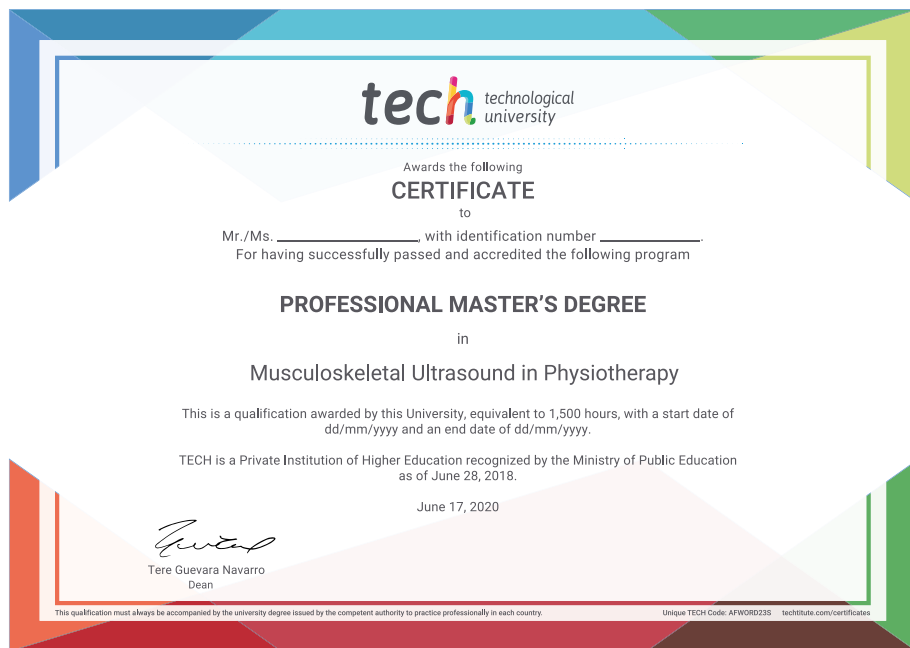 tech technological
university
Awards the following
CERTIFICATE
to
Mr./Ms. ____________, with identification number ____________.
For having successfully passed and accredited the following program
PROFESSIONAL MASTER'S DEGREE
in
Musculoskeletal Ultrasound in Physiotherapy
This is a qualification awarded by this University, equivalent to 1,500 hours, with a start date of
dd/mm/yyyy and an end date of dd/mm/yyyy.
TECH is a Private Institution of Higher Education recognized by the Ministry of Public Education
as of June 28, 2018.
June 17, 2020
Tere Guevara Navarro
Dean
This qualification must always be accompanied by the university degree issued by the competent authority to practice professionally in each country.
Unique TECH Code: AFWORD23S techtitute.com/certificates